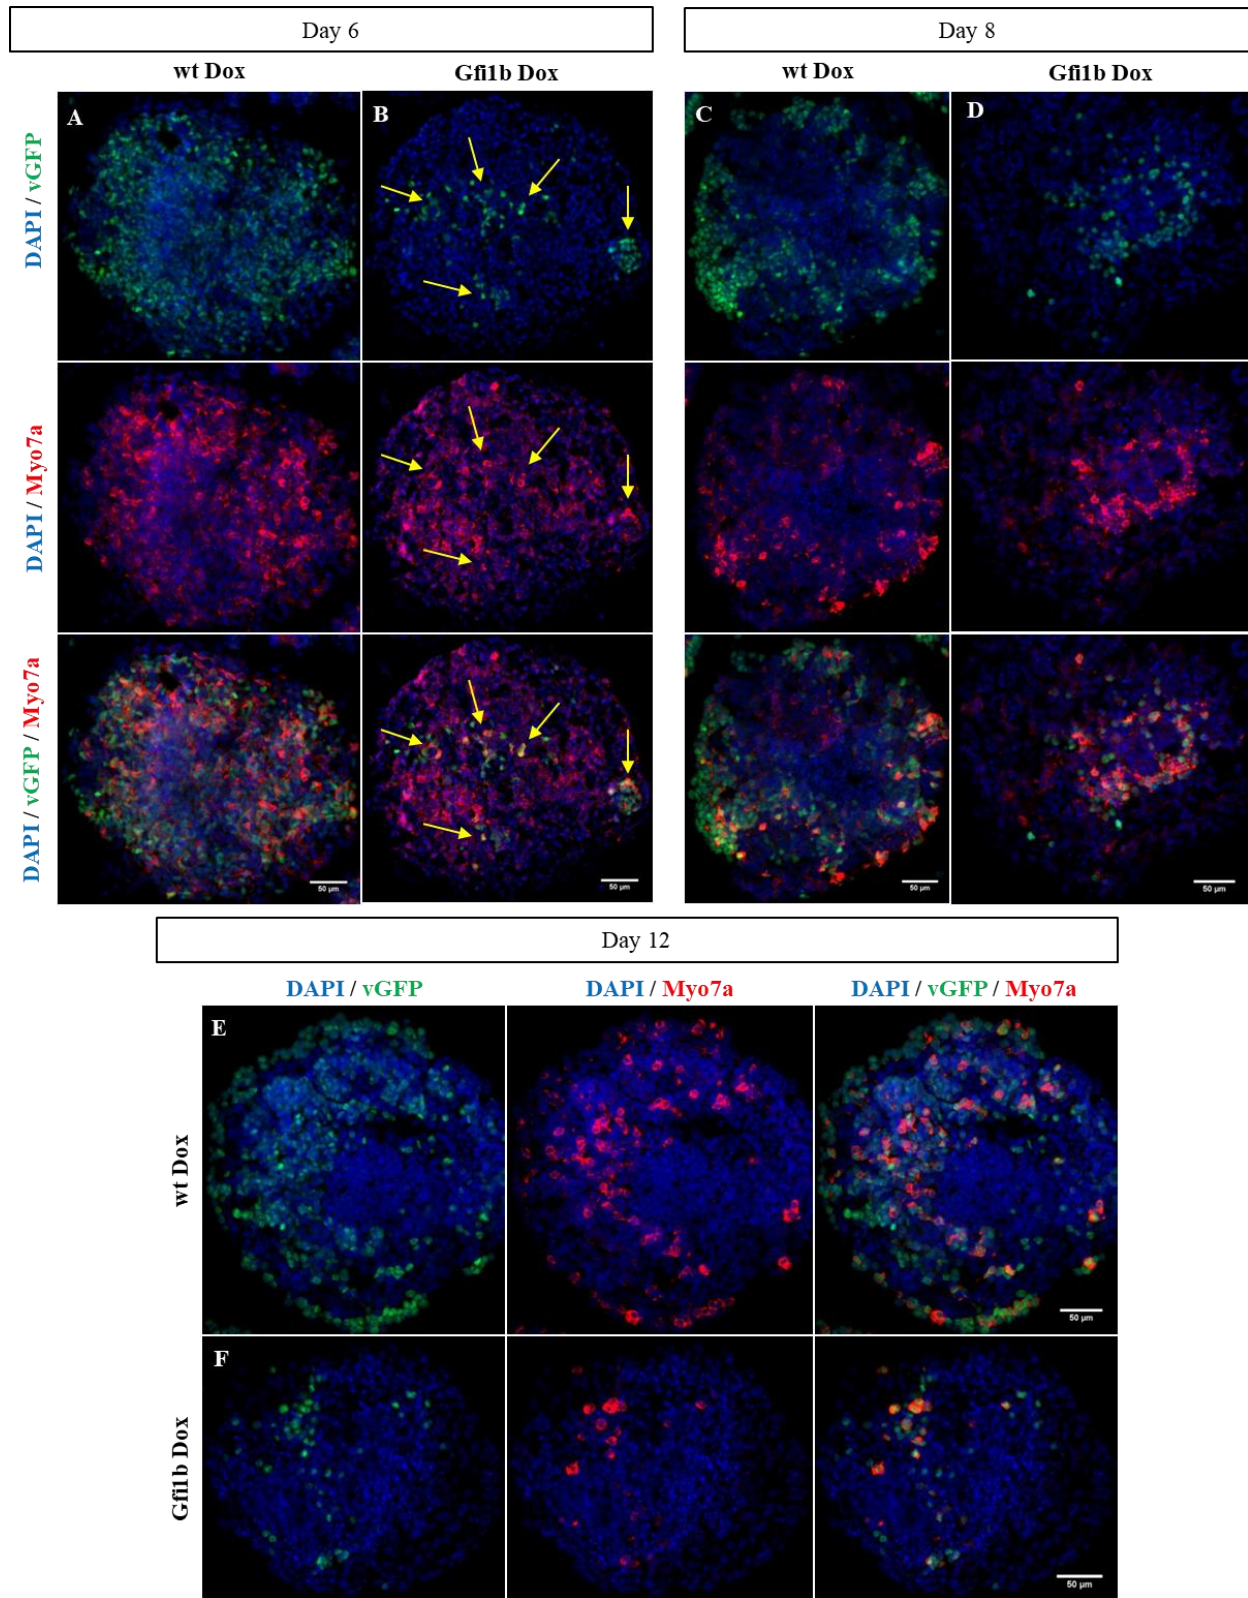 Day 6
Day 8
wt Dox
Gfi1b Dox
wt Dox
Gfi1b Dox
DAPI / vGFP
A
B
C
D
DAPI / Myo7a
DAPI / vGFP / Myo7a
50 µm
50 µm
50 µm
50 µm
Day 12
DAPI / vGFP
DAPI / Myo7a
DAPI / vGFP / Myo7a
wt Dox
E
50 µm
Gfi1b Dox
F
50 µm